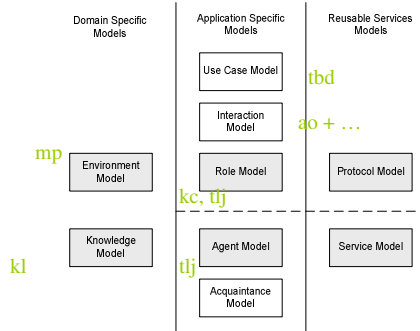 Domain Specific
Models
Application Specific
Models
Reusable Services
Models
Use Case Model
tbd
Interaction
Model
ao + …
mp
Environment
Model
Role Model
Protocol Model
kc, tlj
Knowledge
Model
Agent Model
Service Model
kl
tlj
Acquaintance
Model